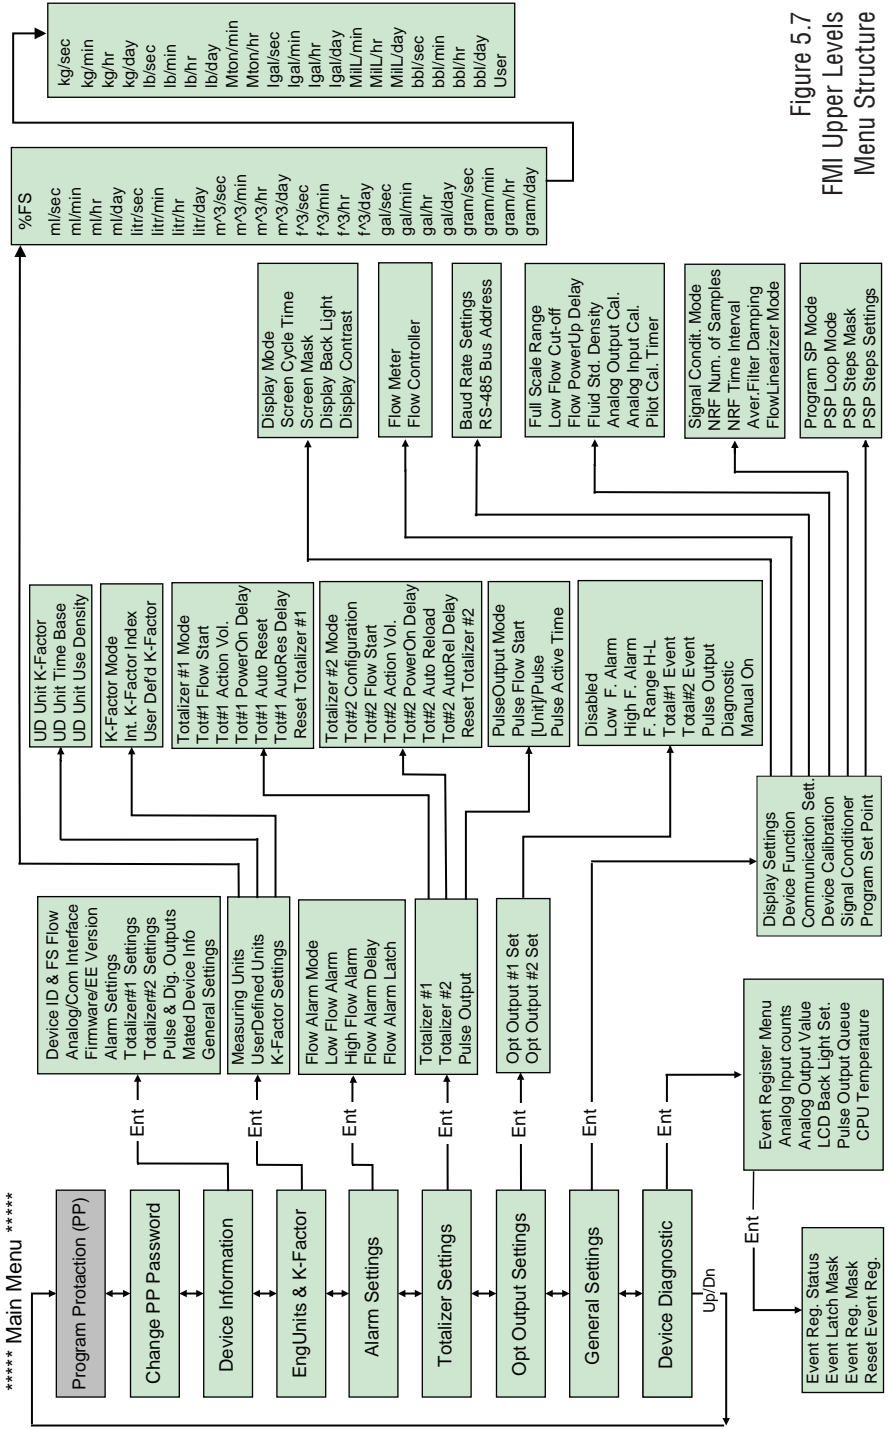 ***** Main Menu *****
Program Protaction (PP)
Change PP Password
Device Information
EngUnits & K-Factor
Alarm Settings
Totalizer Settings
Opt Output Settings
General Settings
Device Diagnostic
Up/Dn
Ent
Ent
Ent
Ent
Ent
Ent
Ent
Device ID & FS Flow
Analog/Com Interface
Firmware/EE Version
Alarm Settings
Totalizer#1 Settings
Totalizer#2 Settings
Pulse & Dig. Outputs
Mated Device Info
General Settings
Measuring Units
UserDefined Units
K-Factor Settings
Flow Alarm Mode
Low Flow Alarm
High Flow Alarm
Flow Alarm Delay
Flow Alarm Latch
Totalizer #1
Totalizer #2
Pulse Output
Opt Output #1 Set
Opt Output #2 Set
Event Register Menu
Analog Input counts
Analog Output Value
LCD Back Light Set.
Pulse Output Queue
CPU Temperature
Ent
Event Reg. Status
Event Latch Mask
Event Reg. Mask
Reset Event Reg.
UD Unit K-Factor
UD Unit Time Base
UD Unit Use Density
K-Factor Mode
Int. K-Factor Index
User Def'd K-Factor
Totalizer #1 Mode
Tot#1 Flow Start
Tot#1 Action Vol.
Tot#1 PowerOn Delay
Tot#1 Auto Reset
Tot#1 AutoRes Delay
Reset Totalizer #1
Totalizer #2 Mode
Tot#2 Configuration
Tot#2 Flow Start
Tot#2 Action Vol.
Tot#2 PowerOn Delay
Tot#2 Auto Reload
Tot#2 AutoRel Delay
Reset Totalizer #2
PulseOutput Mode
Pulse Flow Start
[Unit]/Pulse
Pulse Active Time
Disabled
Low F. Alarm
High F. Alarm
F. Range H-L
Total#1 Event
Total#2 Event
Pulse Output
Diagnostic
Manual On
Display Settings
Device Function
Communication Sett.
Device Calibration
Signal Conditioner
Program Set Point
Display Mode
Screen Cycle Time
Screen Mask
Display Back Light
Display Contrast
Flow Meter
Flow Controller
Baud Rate Settings
RS-485 Bus Address
Full Scale Range
Low Flow Cut-off
Flow PowerUp Delay
Fluid Std. Density
Analog Output Cal.
Analog Input Cal.
Pilot Cal. Timer
Signal Condit. Mode
NRF Num. of Samples
NRF Time Interval
Aver.Filter Damping
FlowLinearizer Mode
Program SP Mode
PSP Loop Mode
PSP Steps Mask
PSP Steps Settings
%FS
ml/sec
ml/min
ml/hr
ml/day
litr/sec
litr/min
litr/hr
litr/day
m^3/sec
m^3/min
m^3/hr
m^3/day
f^3/sec
f^3/min
f^3/hr
f^3/day
gal/sec
gal/min
gal/hr
gal/day
gram/sec
gram/min
gram/hr
gram/day
kg/sec
kg/min
kg/hr
kg/day
lb/sec
lb/min
lb/hr
lb/day
Mton/min
Mton/hr
Igal/sec
Igal/min
Igal/hr
Igal/day
MilL/min
MilL/hr
MilL/day
bbl/sec
bbl/min
bbl/hr
bbl/day
User
Figure 5.7
FMI Upper Levels
Menu Structure